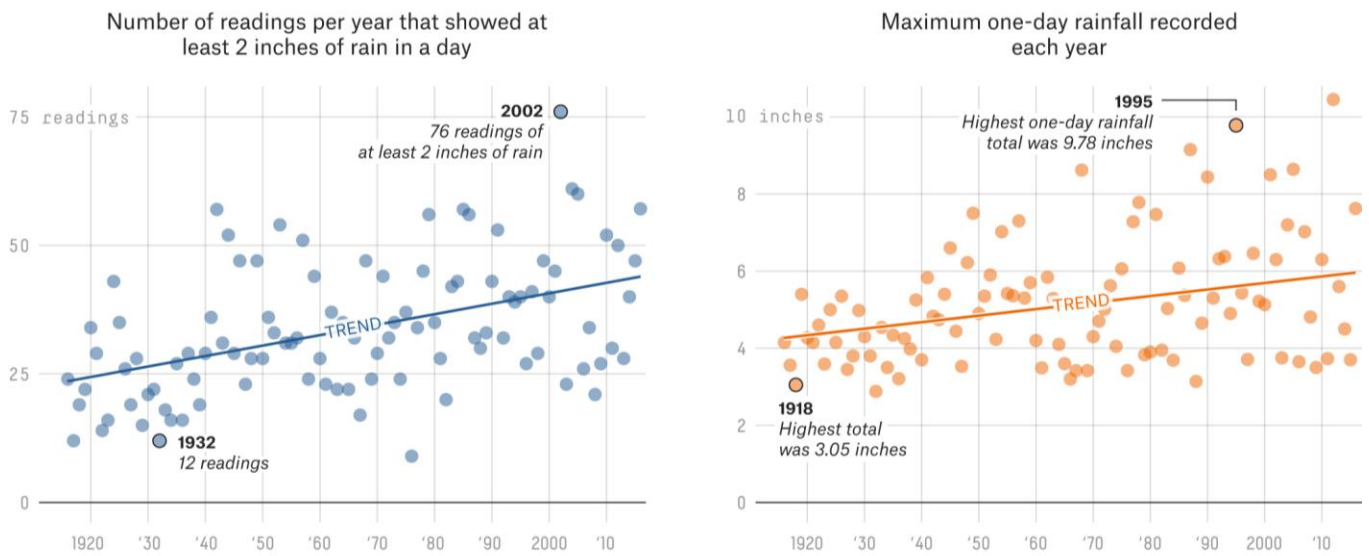 Number of readings per year that showed at
least 2 inches of rain in a day
75 readings
2002
76 readings of
at least 2 inches of rain
50
TREND
25
1932
12 readings
0
1920 '30 '40 '50 '60 '70 '80 '90 2000 '10
Maximum one-day rainfall recorded
each year
10 inches
1995
Highest one-day rainfall
total was 9.78 inches
8
6
TREND
4
1918
Highest total
was 3.05 inches
2
0
1920 '30 '40 '50 '60 '70 '80 '90 2000 '10